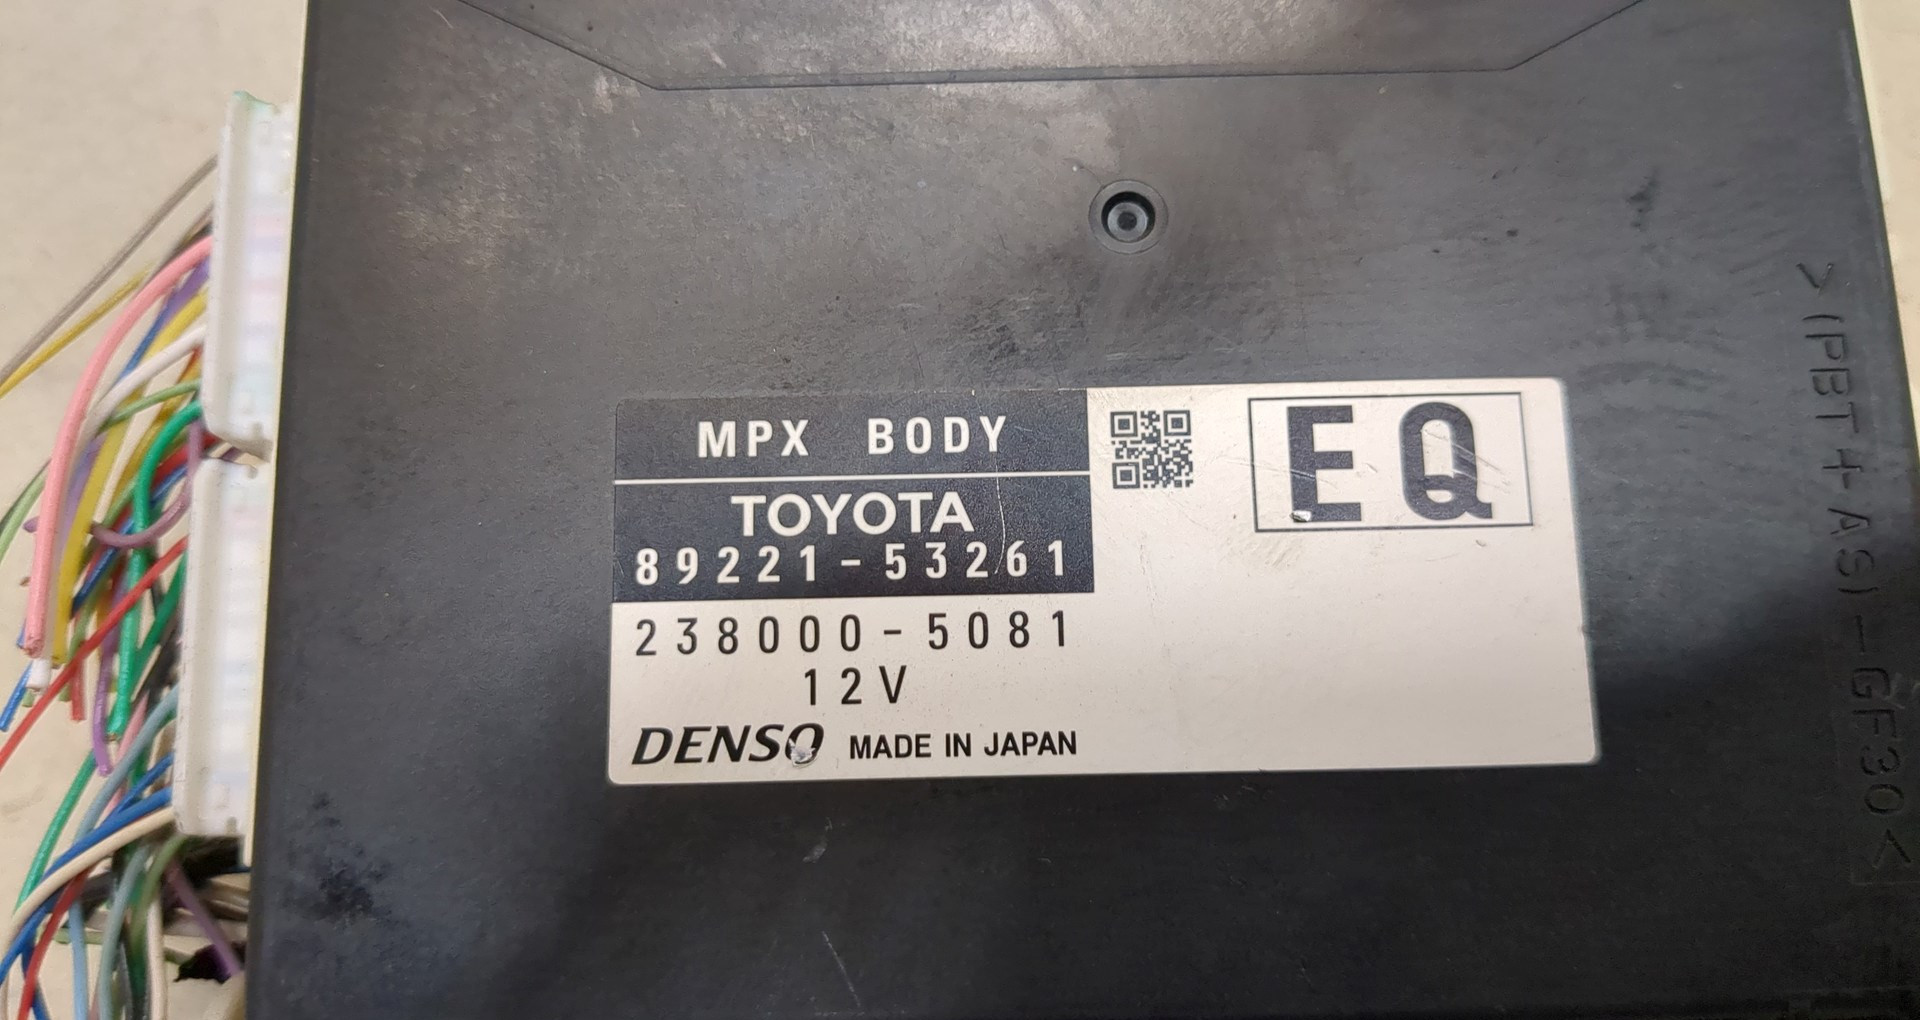 MPX BODY
TOYOTA
89221-53261
238000-5081
12V
DENSO MADE IN JAPAN
EQ
>(PBT+AS)-GF30<